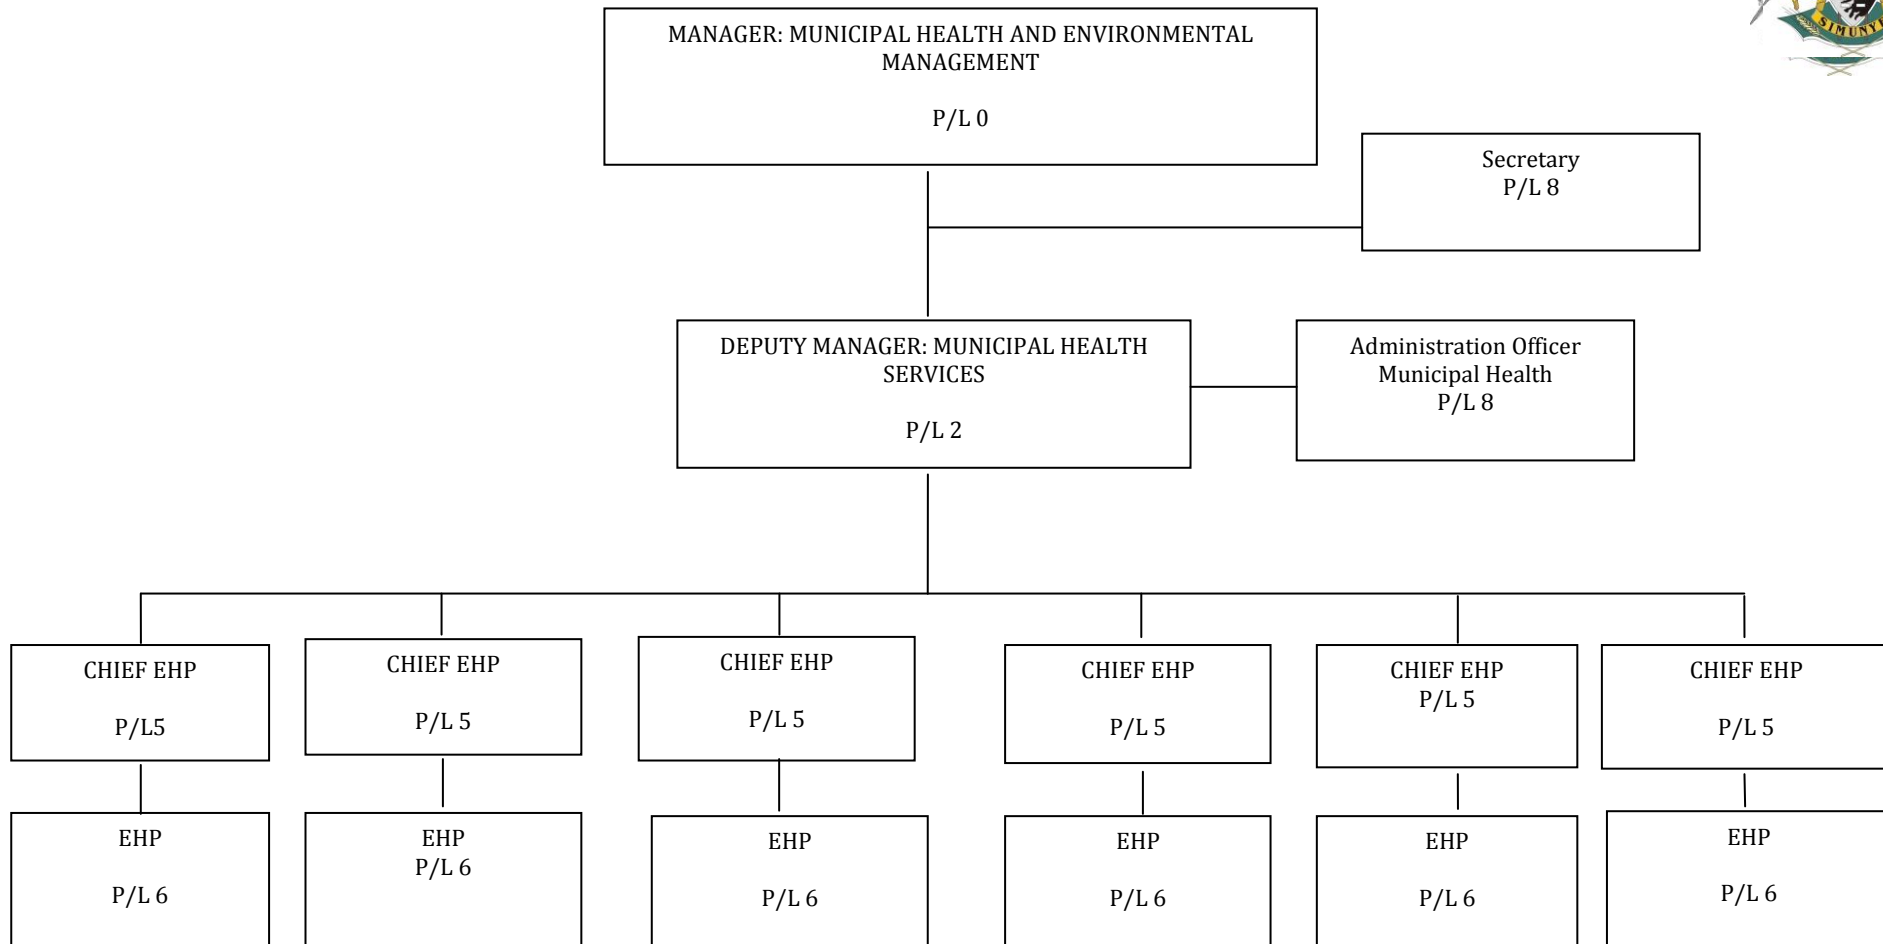 MANAGER: MUNICIPAL HEALTH AND ENVIRONMENTAL
MANAGEMENT
P/L 0
Secretary
P/L 8
DEPUTY MANAGER: MUNICIPAL HEALTH
SERVICES
P/L 2
Administration Officer
Municipal Health
P/L 8
CHIEF EHP
P/L5
CHIEF EHP
P/L 5
CHIEF EHP
P/L 5
CHIEF EHP
P/L 5
CHIEF EHP
P/L 5
CHIEF EHP
P/L 5
EHP
P/L 6
EHP
P/L 6
EHP
P/L 6
EHP
P/L 6
EHP
P/L 6
EHP
P/L 6